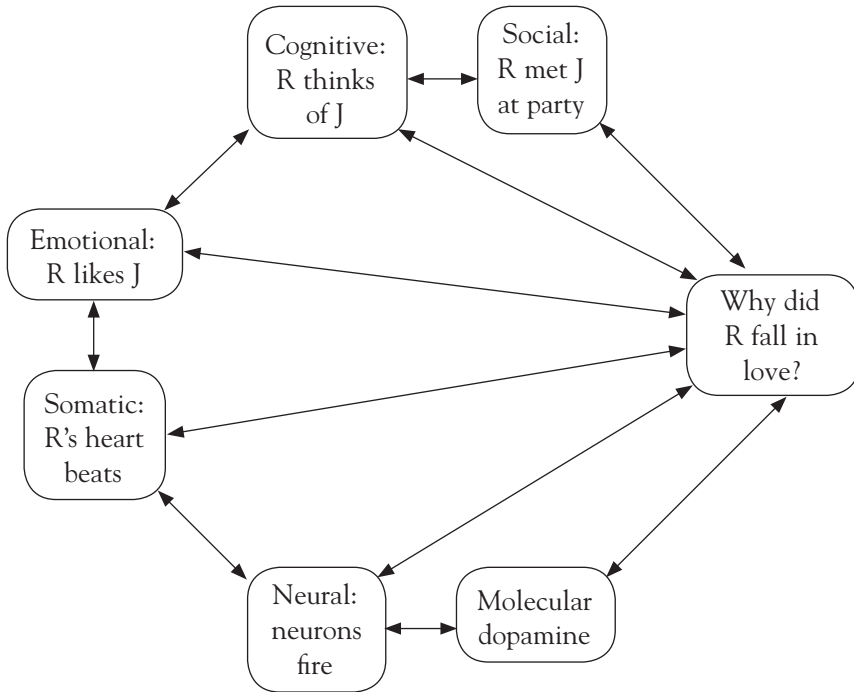 Cognitive:
R thinks
of J
Social:
R met J
at party
Emotional:
R likes J
Why did
R fall in
love?
Somatic:
R's heart
beats
Neural:
neurons
fire
Molecular
dopamine